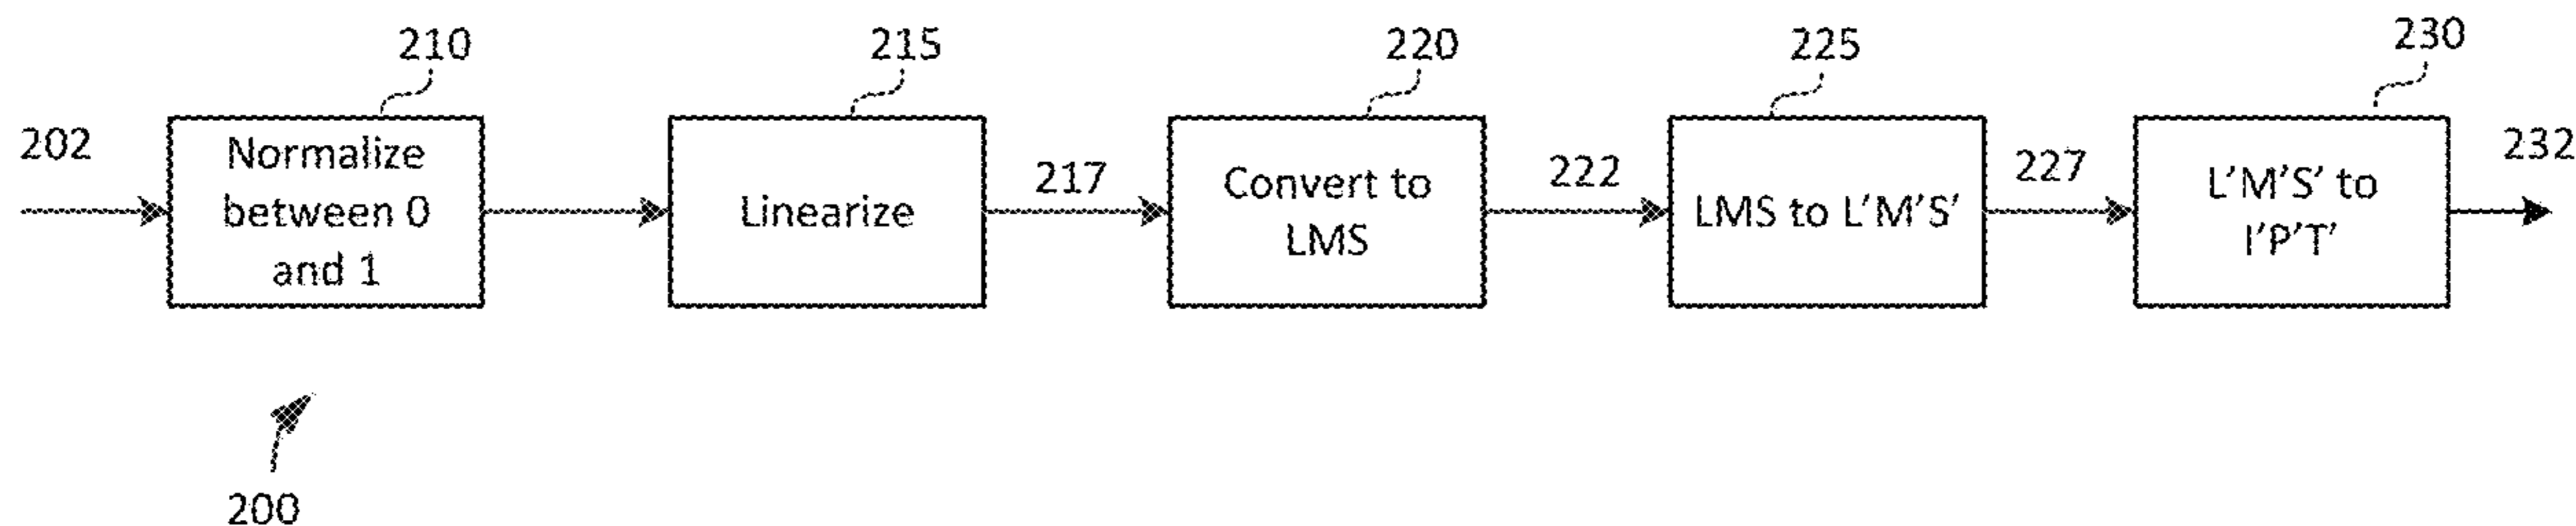 210
215
220
225
230
202
Normalize
between 0
and 1
Linearize
217
Convert to
LMS
222
LMS to L'M'S'
227
L'M'S' to
I'P'T'
232
200